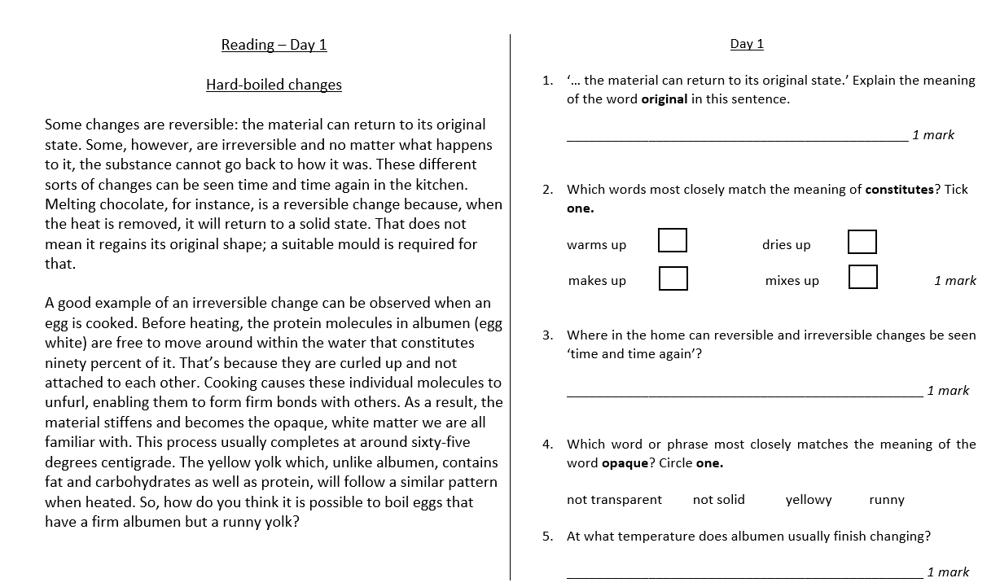 Reading – Day 1
Hard-boiled changes
Some changes are reversible: the material can return to its original
state. Some, however, are irreversible and no matter what happens
to it, the substance cannot go back to how it was. These different
sorts of changes can be seen time and time again in the kitchen.
Melting chocolate, for instance, is a reversible change because, when
the heat is removed, it will return to a solid state. That does not
mean it regains its original shape; a suitable mould is required for
that.
A good example of an irreversible change can be observed when an
egg is cooked. Before heating, the protein molecules in albumen (egg
white) are free to move around within the water that constitutes
ninety percent of it. That’s because they are curled up and not
attached to each other. Cooking causes these individual molecules to
unfurl, enabling them to form firm bonds with others. As a result, the
material stiffens and becomes the opaque, white matter we are all
familiar with. This process usually completes at around sixty-five
degrees centigrade. The yellow yolk which, unlike albumen, contains
fat and carbohydrates as well as protein, will follow a similar pattern
when heated. So, how do you think it is possible to boil eggs that
have a firm albumen but a runny yolk?
Day 1
1. ‘… the material can return to its original state.’ Explain the meaning
of the word original in this sentence.
1 mark
2. Which words most closely match the meaning of constitutes? Tick
one.
warms up dries up
makes up mixes up 1 mark
3. Where in the home can reversible and irreversible changes be seen
‘time and time again’?
1 mark
4. Which word or phrase most closely matches the meaning of the
word opaque? Circle one.
not transparent not solid yellowy runny
5. At what temperature does albumen usually finish changing?
1 mark